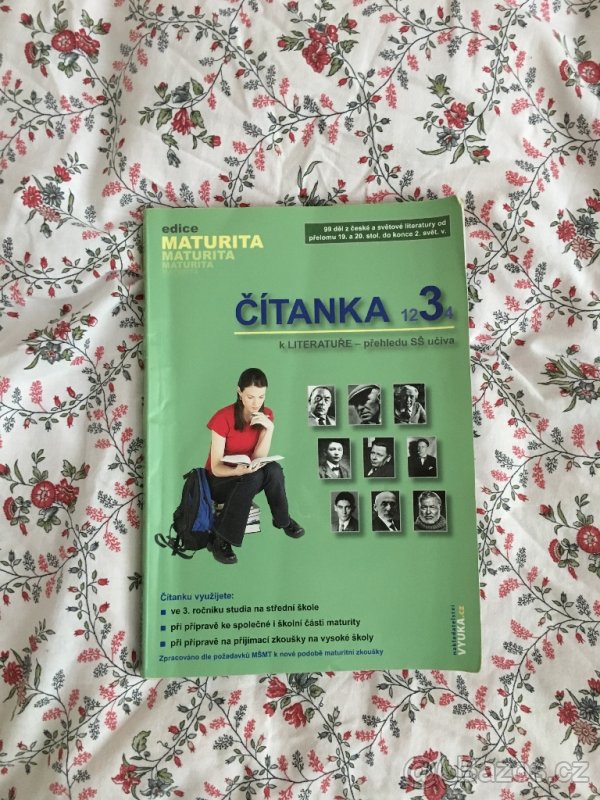 edice
MATURITA
MATURITA
MATURITA
99 děl z české a světové literatury od
přelomu 19. a 20. stol. do konce 2. svět. v.
ČÍTANKA 1234
k LITERATUŘE – přehledu SŠ učiva
Čítanku využijete:
ve 3. ročníku studia na střední škole
při přípravě ke společné i školní části maturity
při přípravě na přijímací zkoušky na vysoké školy
Zpracováno dle požadavků MŠMT k nové podobě maturitní zkoušky
nakladatelství
VYUKA.cz
Bazos.cz